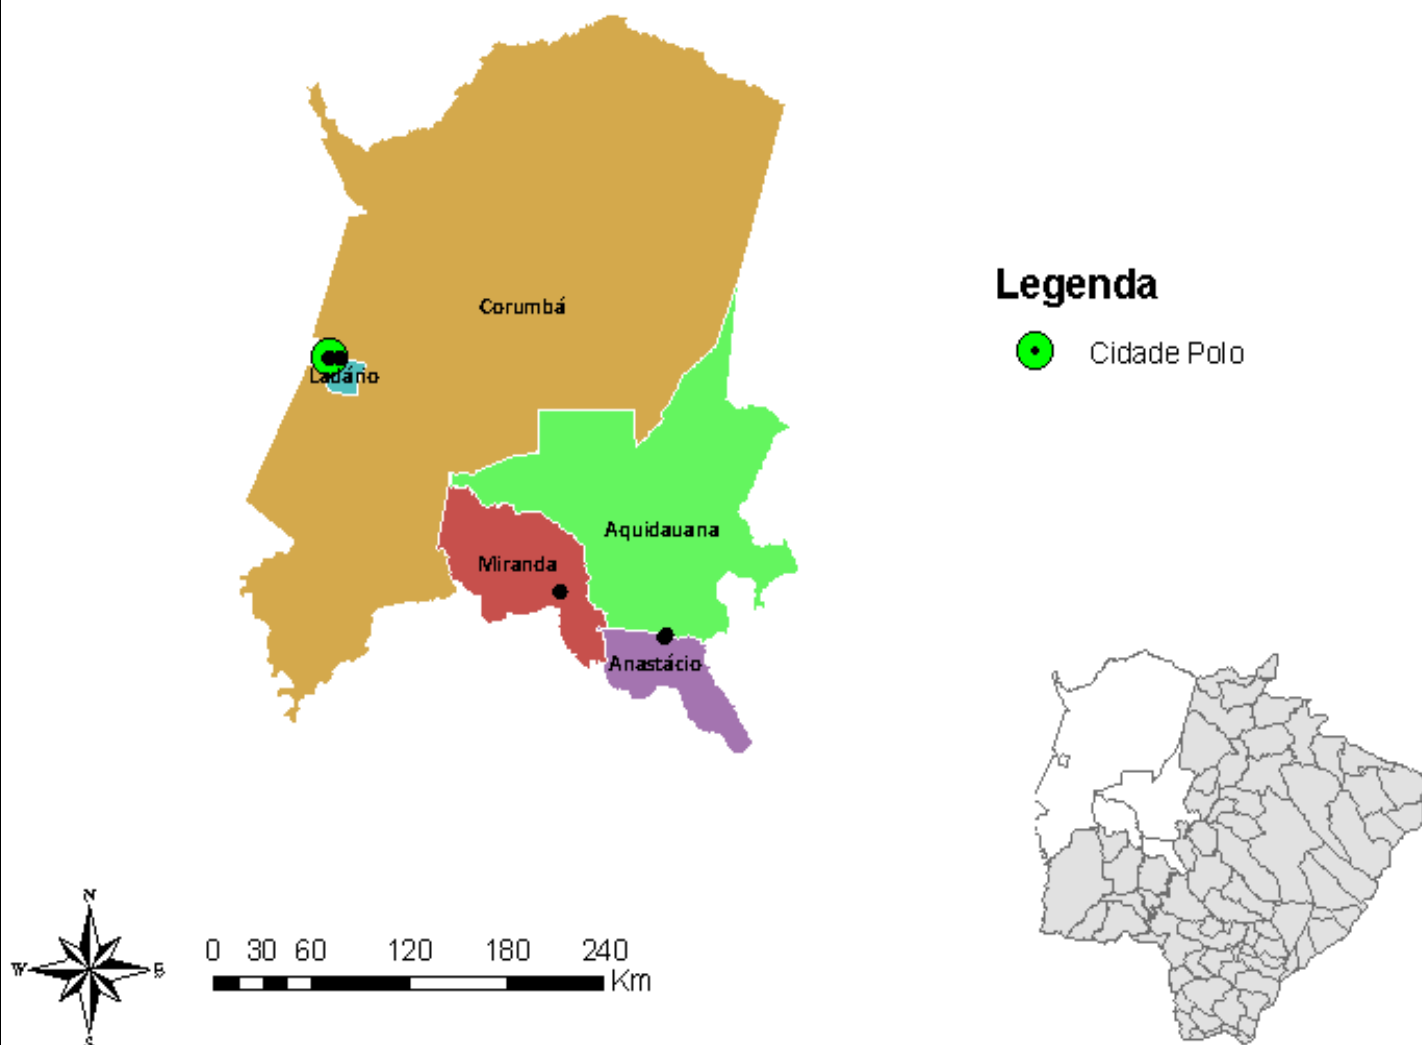 Corumbá
Ladário
Aquidauana
Miranda
Anastácio
Legenda
Cidade Polo
N
W
E
S
0 30 60 120 180 240
Km